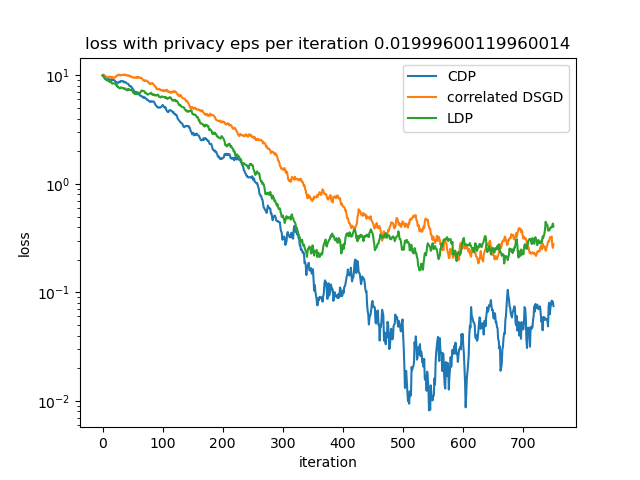 loss with privacy eps per iteration 0.01999600119960014
CDP
correlated DSGD
LDP
10¹
10⁰
10⁻¹
10⁻²
loss
0 100 200 300 400 500 600 700
iteration